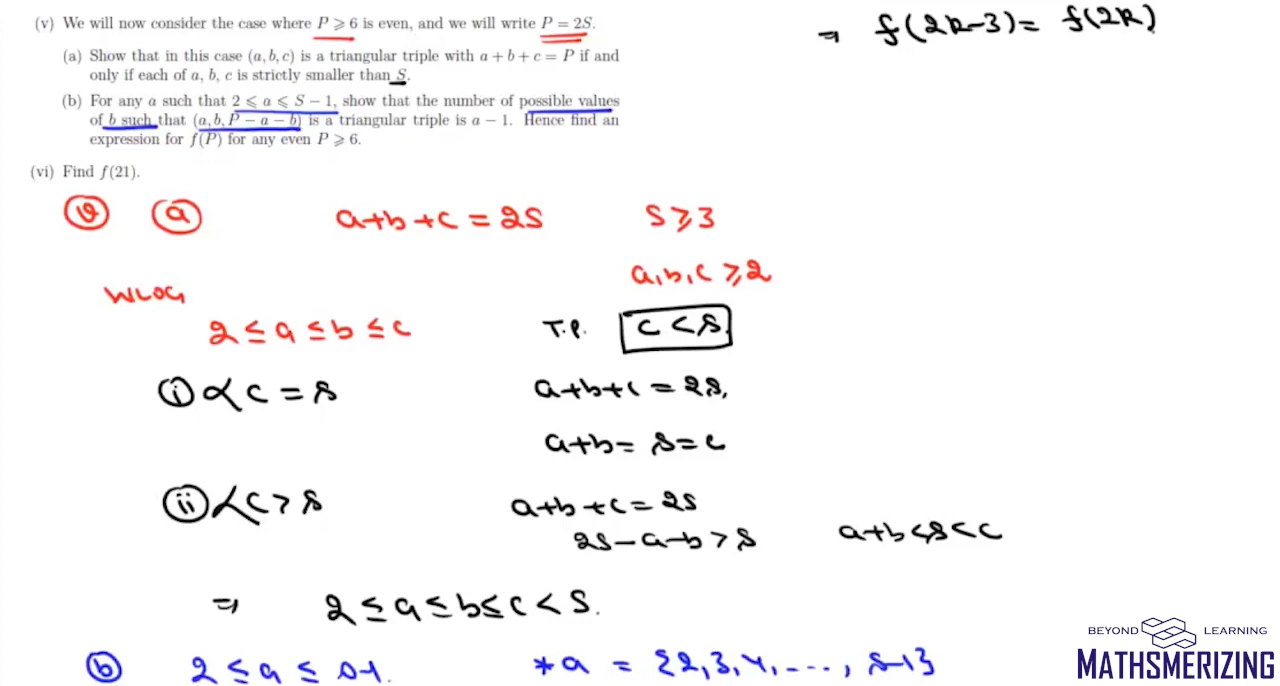 (v) We will now consider the case where P ⩾ 6 is even, and we will write P = 2S.
(a) Show that in this case (a, b, c) is a triangular triple with a + b + c = P if and
only if each of a, b, c is strictly smaller than S.
(b) For any a such that 2 ⩽ a ⩽ S − 1, show that the number of possible values
of b such that (a, b, P − a − b) is a triangular triple is a − 1. Hence find an
expression for f(P) for any even P ⩾ 6.
(vi) Find f(21).
⇒ f(2k-3) = f(2k)
(v) (a) a+b+c = 2S S ⩾ 3
a, b, c ⩾ 2
WLOG
2 ≤ a ≤ b ≤ c T.P. c < S.
(i) α c = S a+b+c = 2S,
a+b = S = c
(ii) α c > S a+b+c = 2S
2S-a-b > S a+b < S < c
⇒ 2 ≤ a ≤ b ≤ c < S.
(b) 2 ≤ a ≤ S-1. * a = {2, 3, 4, ...., S-1}
BEYOND LEARNING
MATHSMERIZING